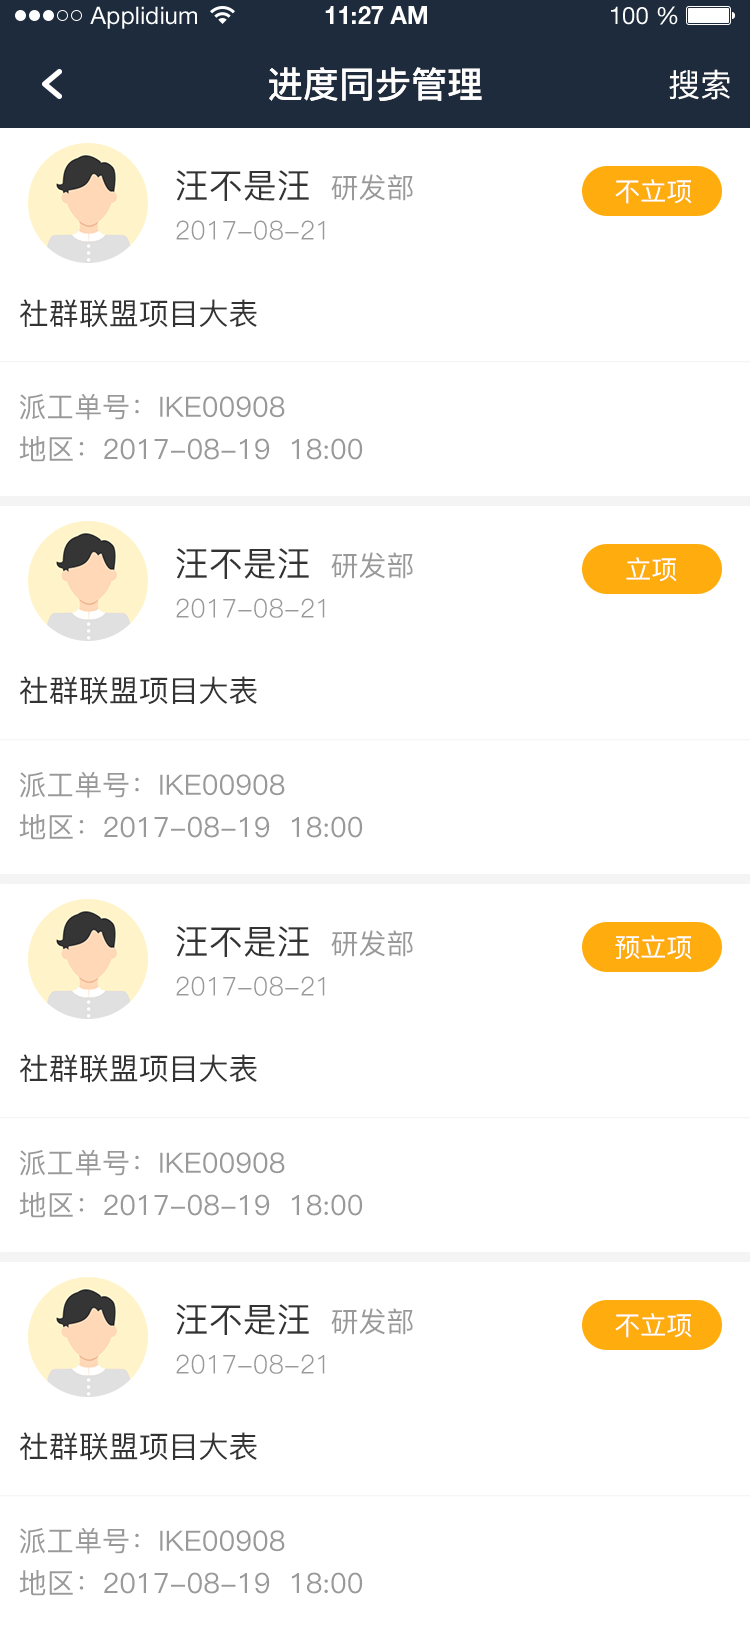 Applidium 11:27 AM 100 %
进度同步管理 搜索
汪不是汪 研发部 不立项
2017-08-21
社群联盟项目大表
派工单号：IKE00908
地区：2017-08-19 18:00
汪不是汪 研发部 立项
2017-08-21
社群联盟项目大表
派工单号：IKE00908
地区：2017-08-19 18:00
汪不是汪 研发部 预立项
2017-08-21
社群联盟项目大表
派工单号：IKE00908
地区：2017-08-19 18:00
汪不是汪 研发部 不立项
2017-08-21
社群联盟项目大表
派工单号：IKE00908
地区：2017-08-19 18:00